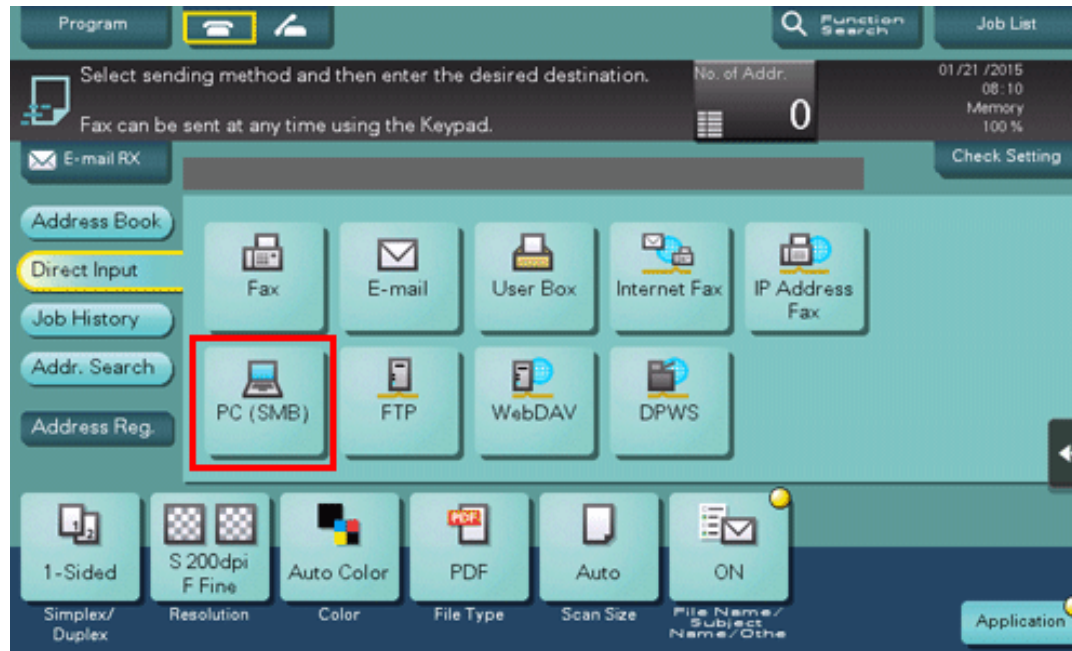 Program
Function
Search
Job List
Select sending method and then enter the desired destination.
Fax can be sent at any time using the Keypad.
No. of Addr.
0
01/21/2015
08:10
Memory
100 %
E-mail RX
Check Setting
Address Book
Direct Input
Job History
Addr. Search
Address Reg.
Fax
E-mail
User Box
Internet Fax
IP Address
Fax
PC (SMB)
FTP
WebDAV
DPWS
1
2
1-Sided
S 200dpi
F Fine
Auto Color
PDF
PDF
Auto
ON
Simplex/
Duplex
Resolution
Color
File Type
Scan Size
File Name/
Subject
Name/Othe
Application